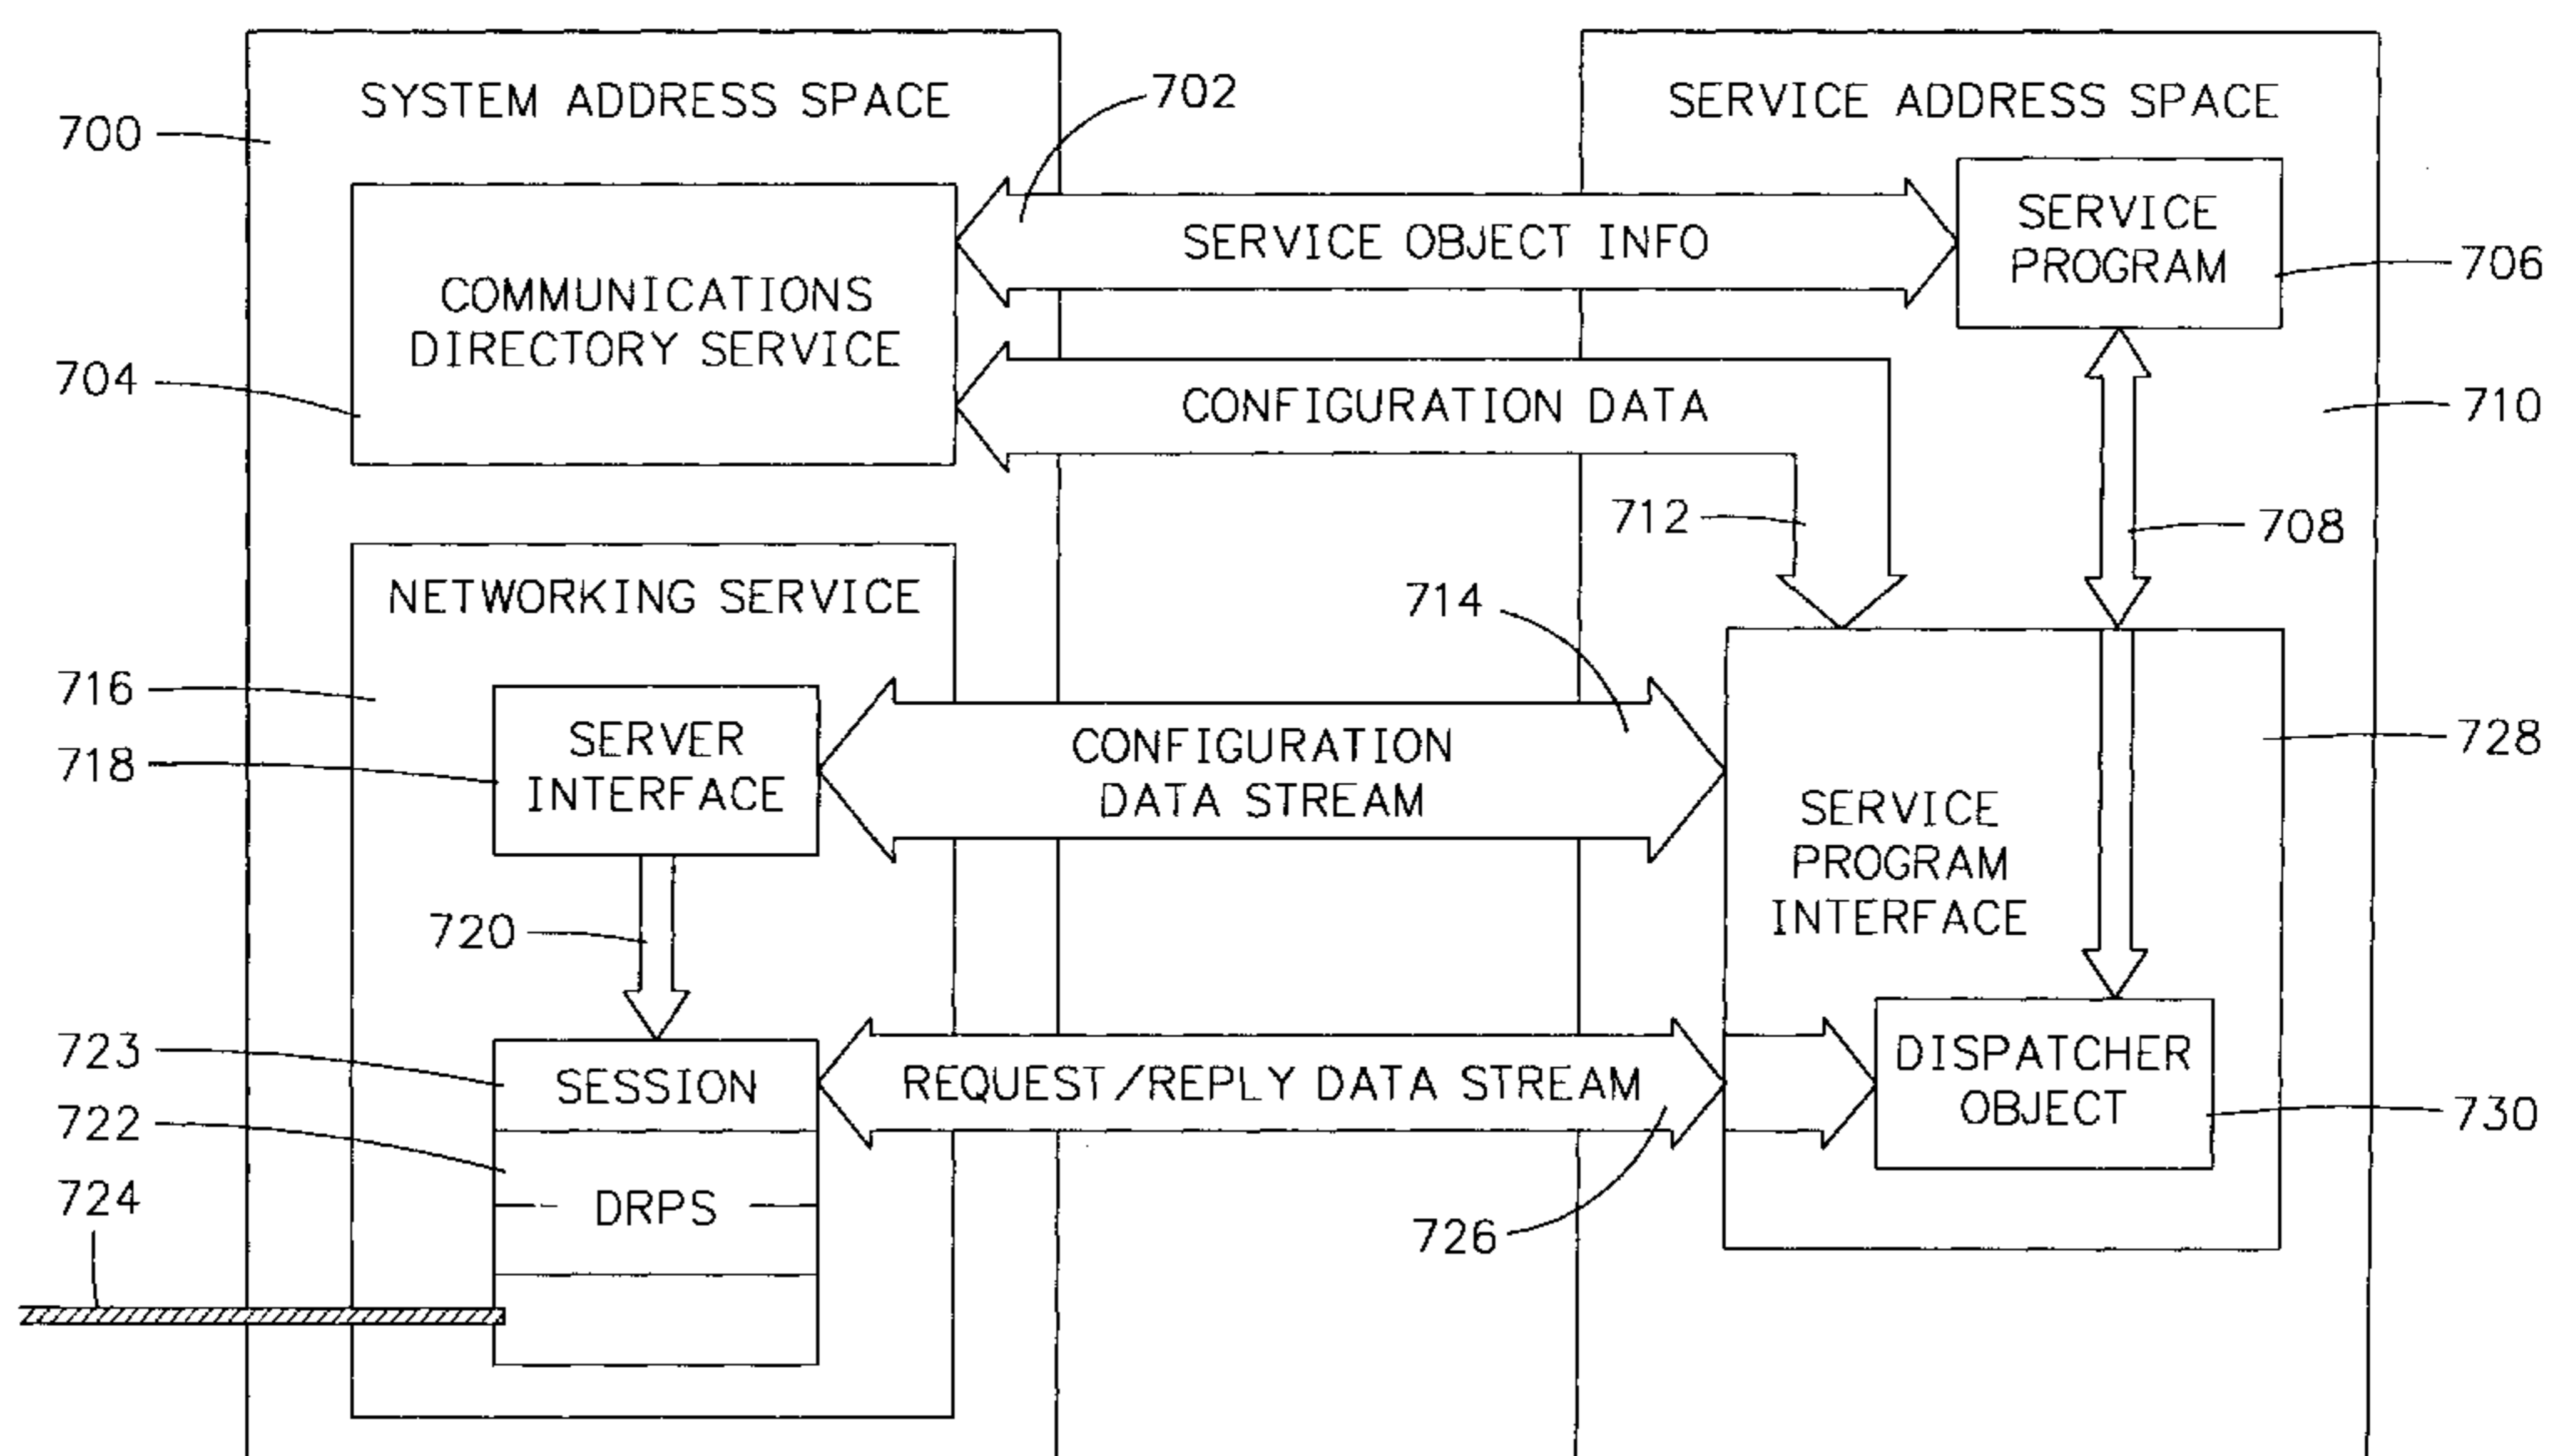 SYSTEM ADDRESS SPACE
SERVICE ADDRESS SPACE
700
702
COMMUNICATIONS
DIRECTORY SERVICE
704
SERVICE OBJECT INFO
SERVICE
PROGRAM
706
CONFIGURATION DATA
710
712
708
NETWORKING SERVICE
714
716
718
SERVER
INTERFACE
CONFIGURATION
DATA STREAM
728
SERVICE
PROGRAM
INTERFACE
720
723
722
724
SESSION
DRPS
REQUEST/REPLY DATA STREAM
DISPATCHER
OBJECT
730
726